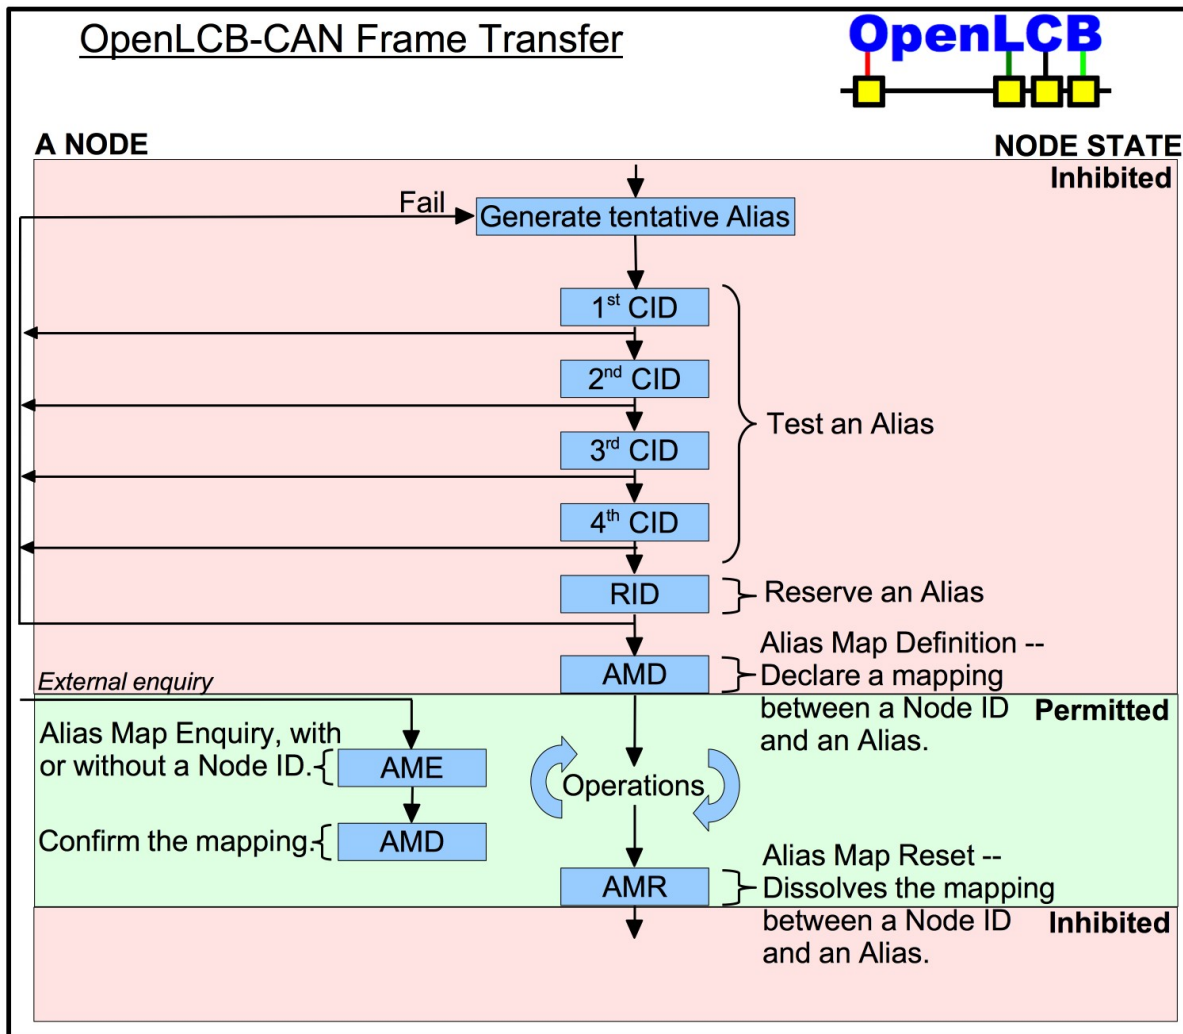 OpenLCB-CAN Frame Transfer
OpenLCB
A NODE
NODE STATE
Inhibited
Fail
Generate tentative Alias
1st CID
2nd CID
3rd CID
4th CID
Test an Alias
RID
Reserve an Alias
AMD
Alias Map Definition --
Declare a mapping
between a Node ID
and an Alias.
External enquiry
Permitted
Alias Map Enquiry, with
or without a Node ID.
AME
Operations
Confirm the mapping.
AMD
AMR
Alias Map Reset --
Dissolves the mapping
between a Node ID
and an Alias.
Inhibited